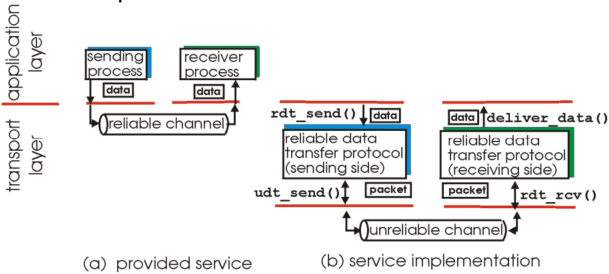 application
layer
transport
layer
sending
process
receiver
process
data
data
reliable channel
rdt_send()
data
data
deliver_data()
reliable data
transfer protocol
(sending side)
reliable data
transfer protocol
(receiving side)
udt_send()
packet
packet
rdt_rcv()
unreliable channel
(a) provided service
(b) service implementation